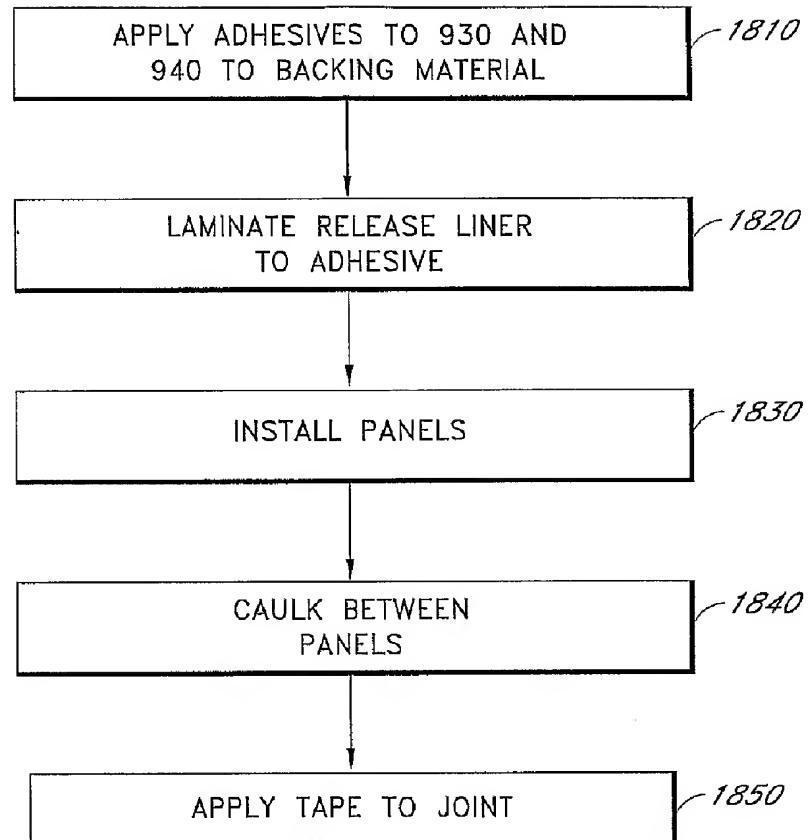 APPLY ADHESIVES TO 930 AND
940 TO BACKING MATERIAL
1810
LAMINATE RELEASE LINER
TO ADHESIVE
1820
INSTALL PANELS
1830
CAULK BETWEEN
PANELS
1840
APPLY TAPE TO JOINT
1850